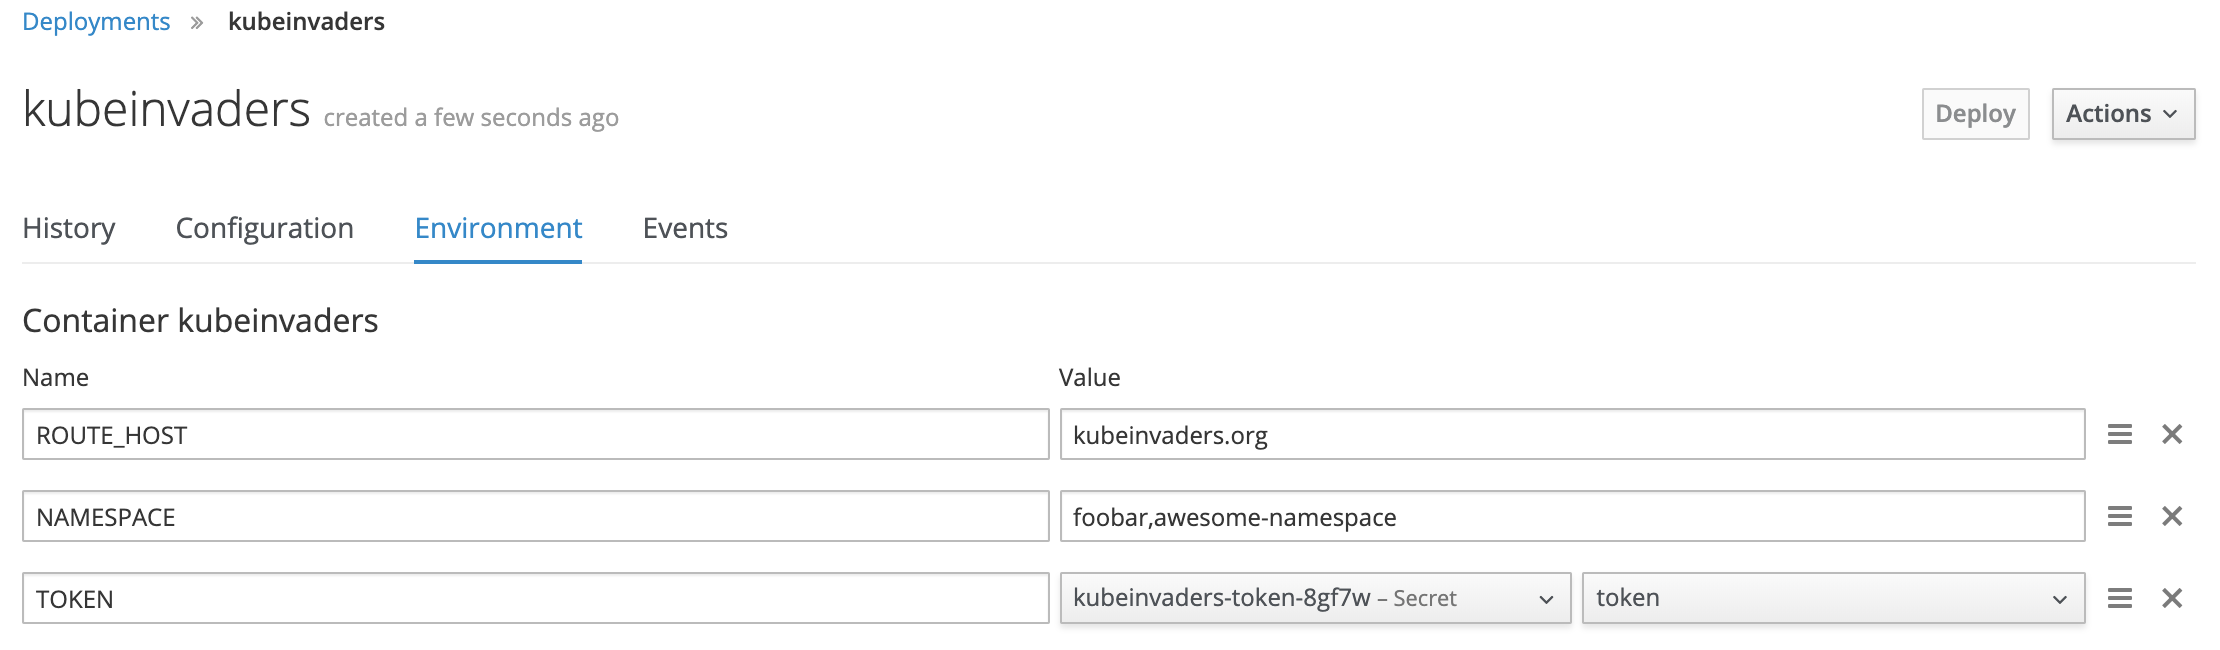 Deployments » kubeinvaders
kubeinvaders created a few seconds ago
Deploy
Actions
History Configuration Environment Events
Container kubeinvaders
Name Value
ROUTE_HOST kubeinvaders.org
NAMESPACE foobar,awesome-namespace
TOKEN kubeinvaders-token-8gf7w – Secret token